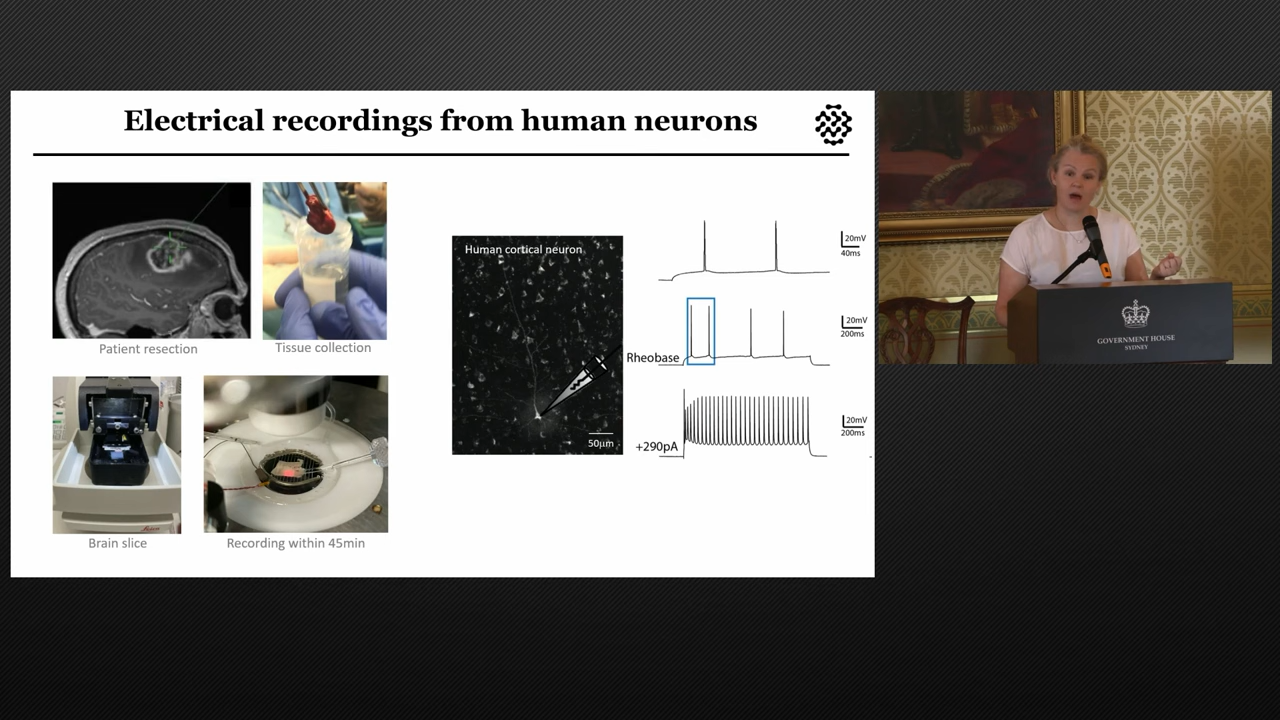 Electrical recordings from human neurons
Patient resection
Tissue collection
Brain slice
Recording within 45min
Human cortical neuron
50µm
20mV
40ms
Rheobase
20mV
200ms
+290pA
20mV
200ms
GOVERNMENT HOUSE
SYDNEY